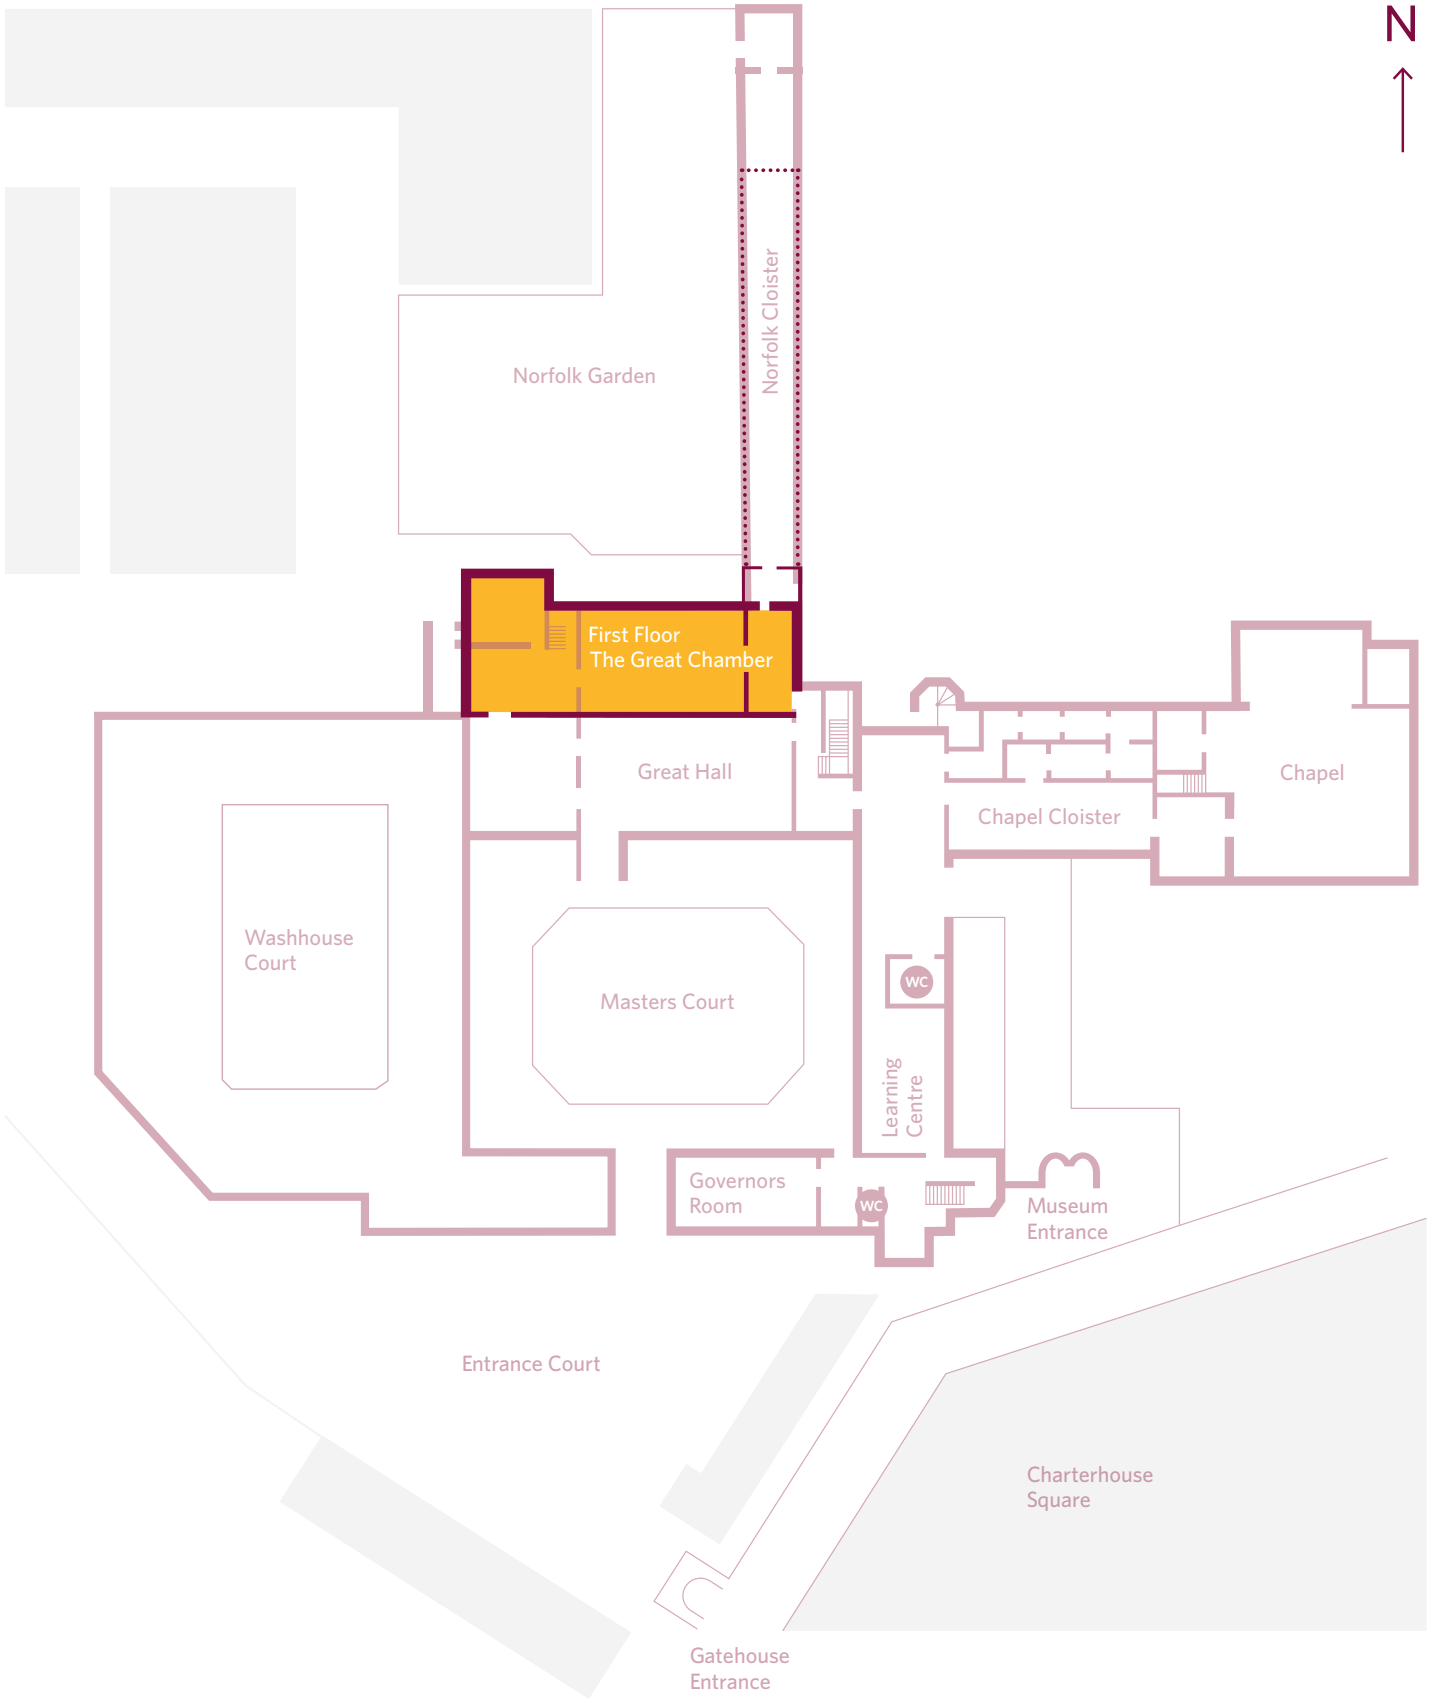 N
Norfolk Cloister
Norfolk Garden
First Floor
The Great Chamber
Great Hall
Chapel
Chapel Cloister
Washhouse
Court
Masters Court
WC
Learning
Centre
Governors
Room
WC
Museum
Entrance
Entrance Court
Charterhouse
Square
Gatehouse
Entrance